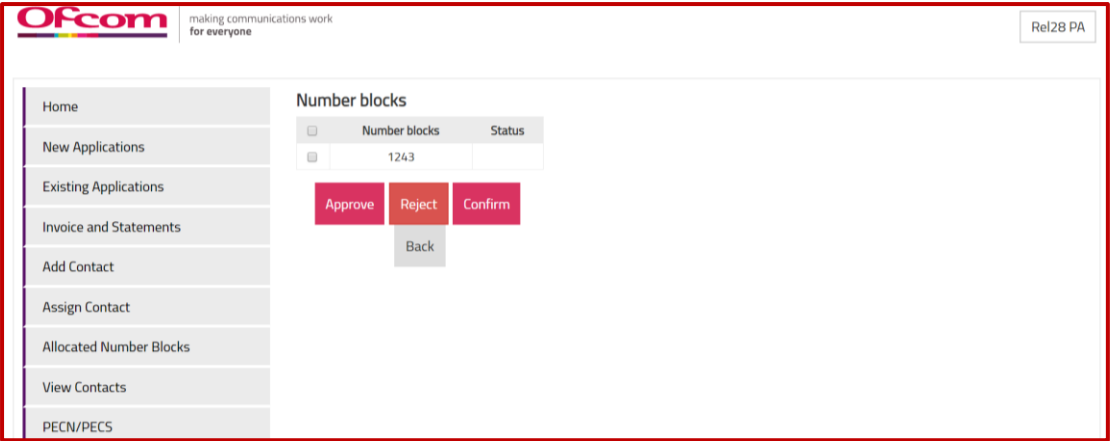 Ofcom
making communications work
for everyone
Rel28 PA
Home
New Applications
Existing Applications
Invoice and Statements
Add Contact
Assign Contact
Allocated Number Blocks
View Contacts
PECN/PECS
Number blocks
Number blocks Status
1243
Approve Reject Confirm
Back